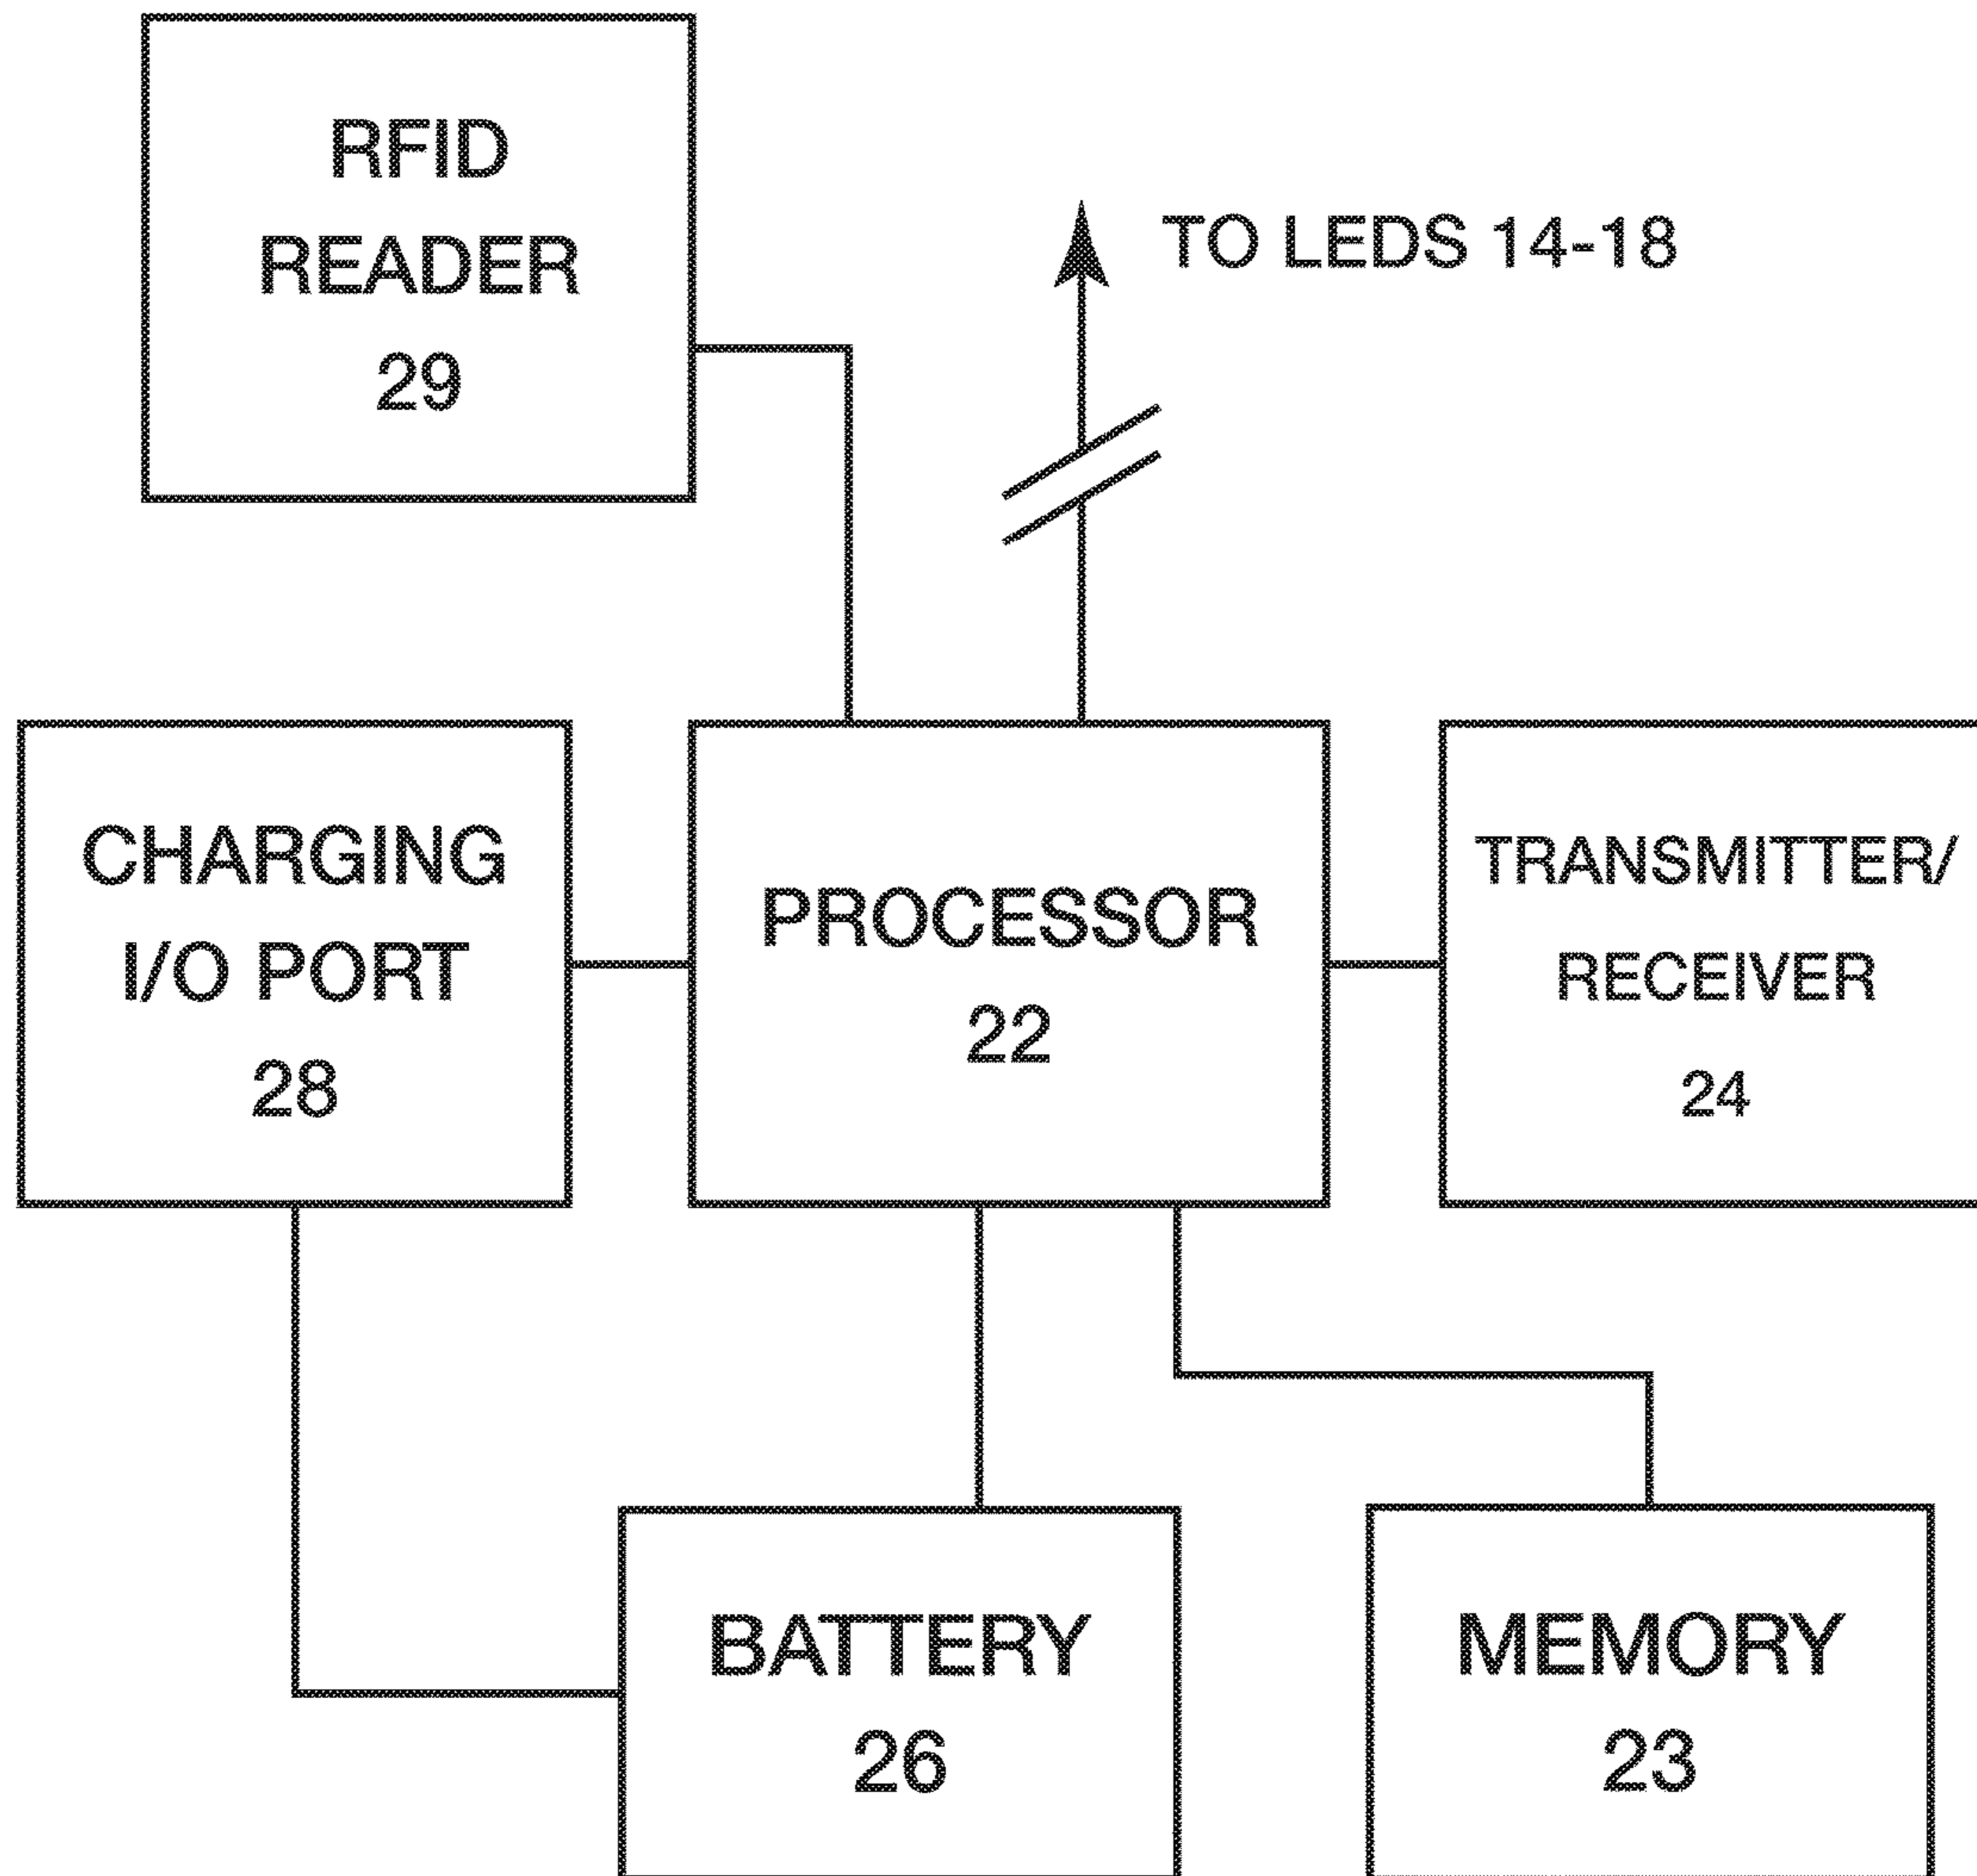 RFID
READER
29
TO LEDS 14-18
CHARGING
I/O PORT
28
PROCESSOR
22
TRANSMITTER/
RECEIVER
24
BATTERY
26
MEMORY
23